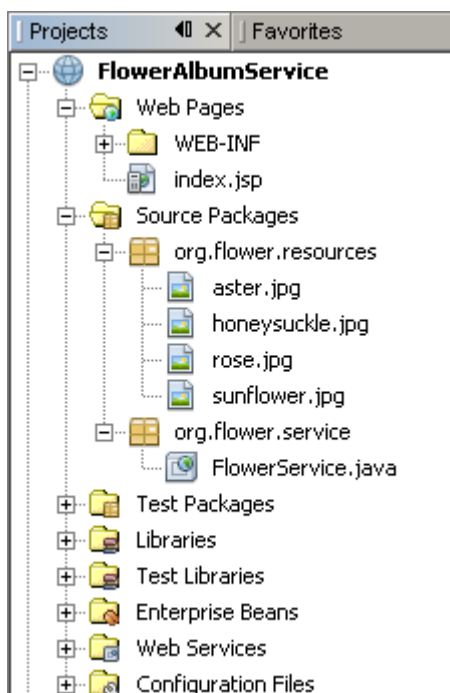 Projects Favorites
FlowerAlbumService
Web Pages
WEB-INF
index.jsp
Source Packages
org.flower.resources
aster.jpg
honeysuckle.jpg
rose.jpg
sunflower.jpg
org.flower.service
FlowerService.java
Test Packages
Libraries
Test Libraries
Enterprise Beans
Web Services
Configuration Files